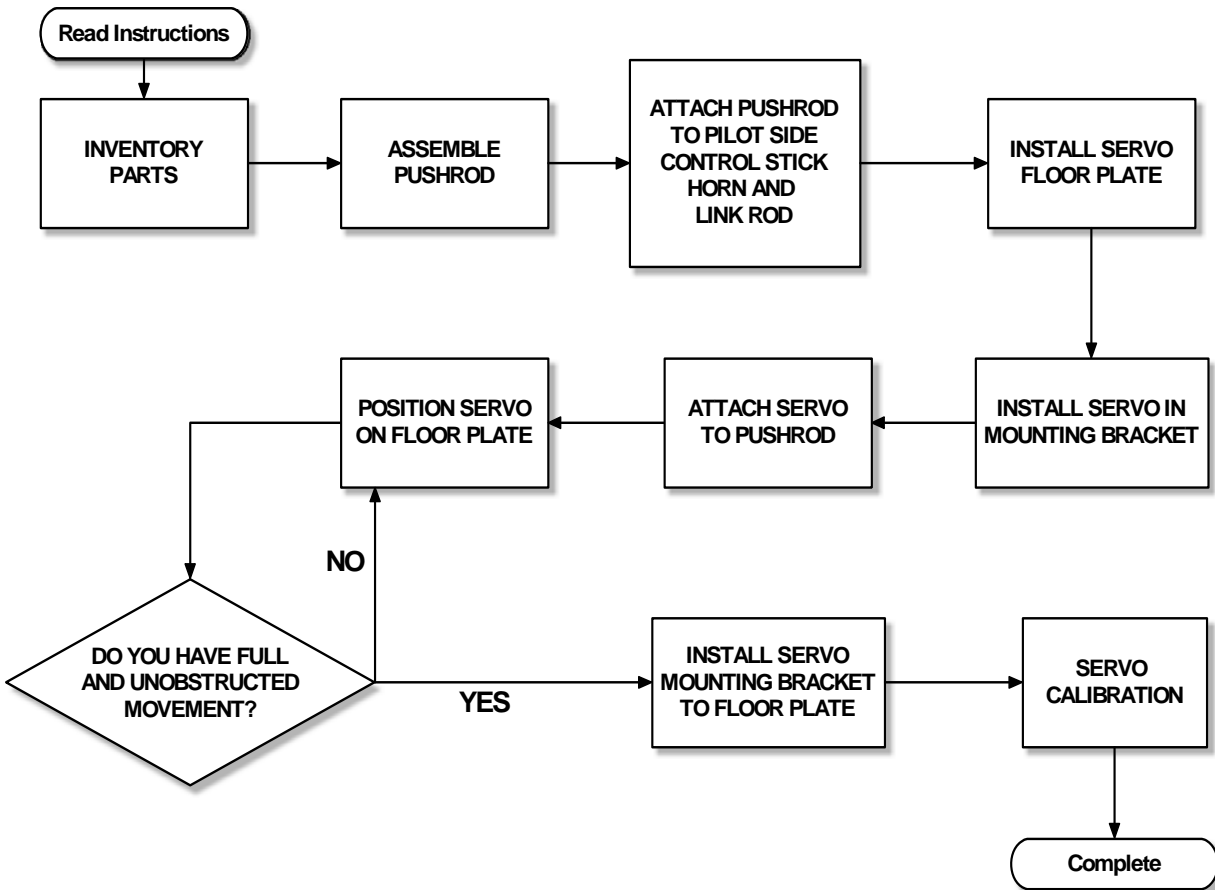 Read Instructions
INVENTORY
PARTS
ASSEMBLE
PUSHROD
ATTACH PUSHROD
TO PILOT SIDE
CONTROL STICK
HORN AND
LINK ROD
INSTALL SERVO
FLOOR PLATE
INSTALL SERVO IN
MOUNTING BRACKET
ATTACH SERVO
TO PUSHROD
POSITION SERVO
ON FLOOR PLATE
DO YOU HAVE FULL
AND UNOBSTRUCTED
MOVEMENT?
NO
YES
INSTALL SERVO
MOUNTING BRACKET
TO FLOOR PLATE
SERVO
CALIBRATION
Complete